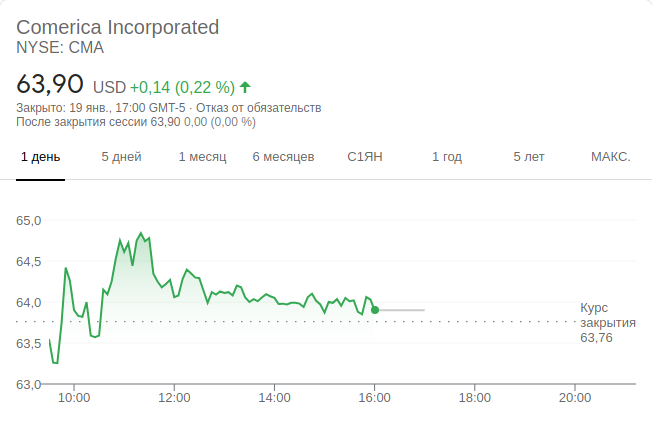 Comerica Incorporated
NYSE: CMA
63,90 USD +0,14 (0,22 %)
Закрыто: 19 янв., 17:00 GMT-5 · Отказ от обязательств
После закрытия сессии 63,90 0,00 (0,00 %)
1 день 5 дней 1 месяц 6 месяцев С1ЯН 1 год 5 лет МАКС.
65,0
64,5
64,0
Курс
закрытия
63,76
63,5
63,0
10:00 12:00 14:00 16:00 18:00 20:00